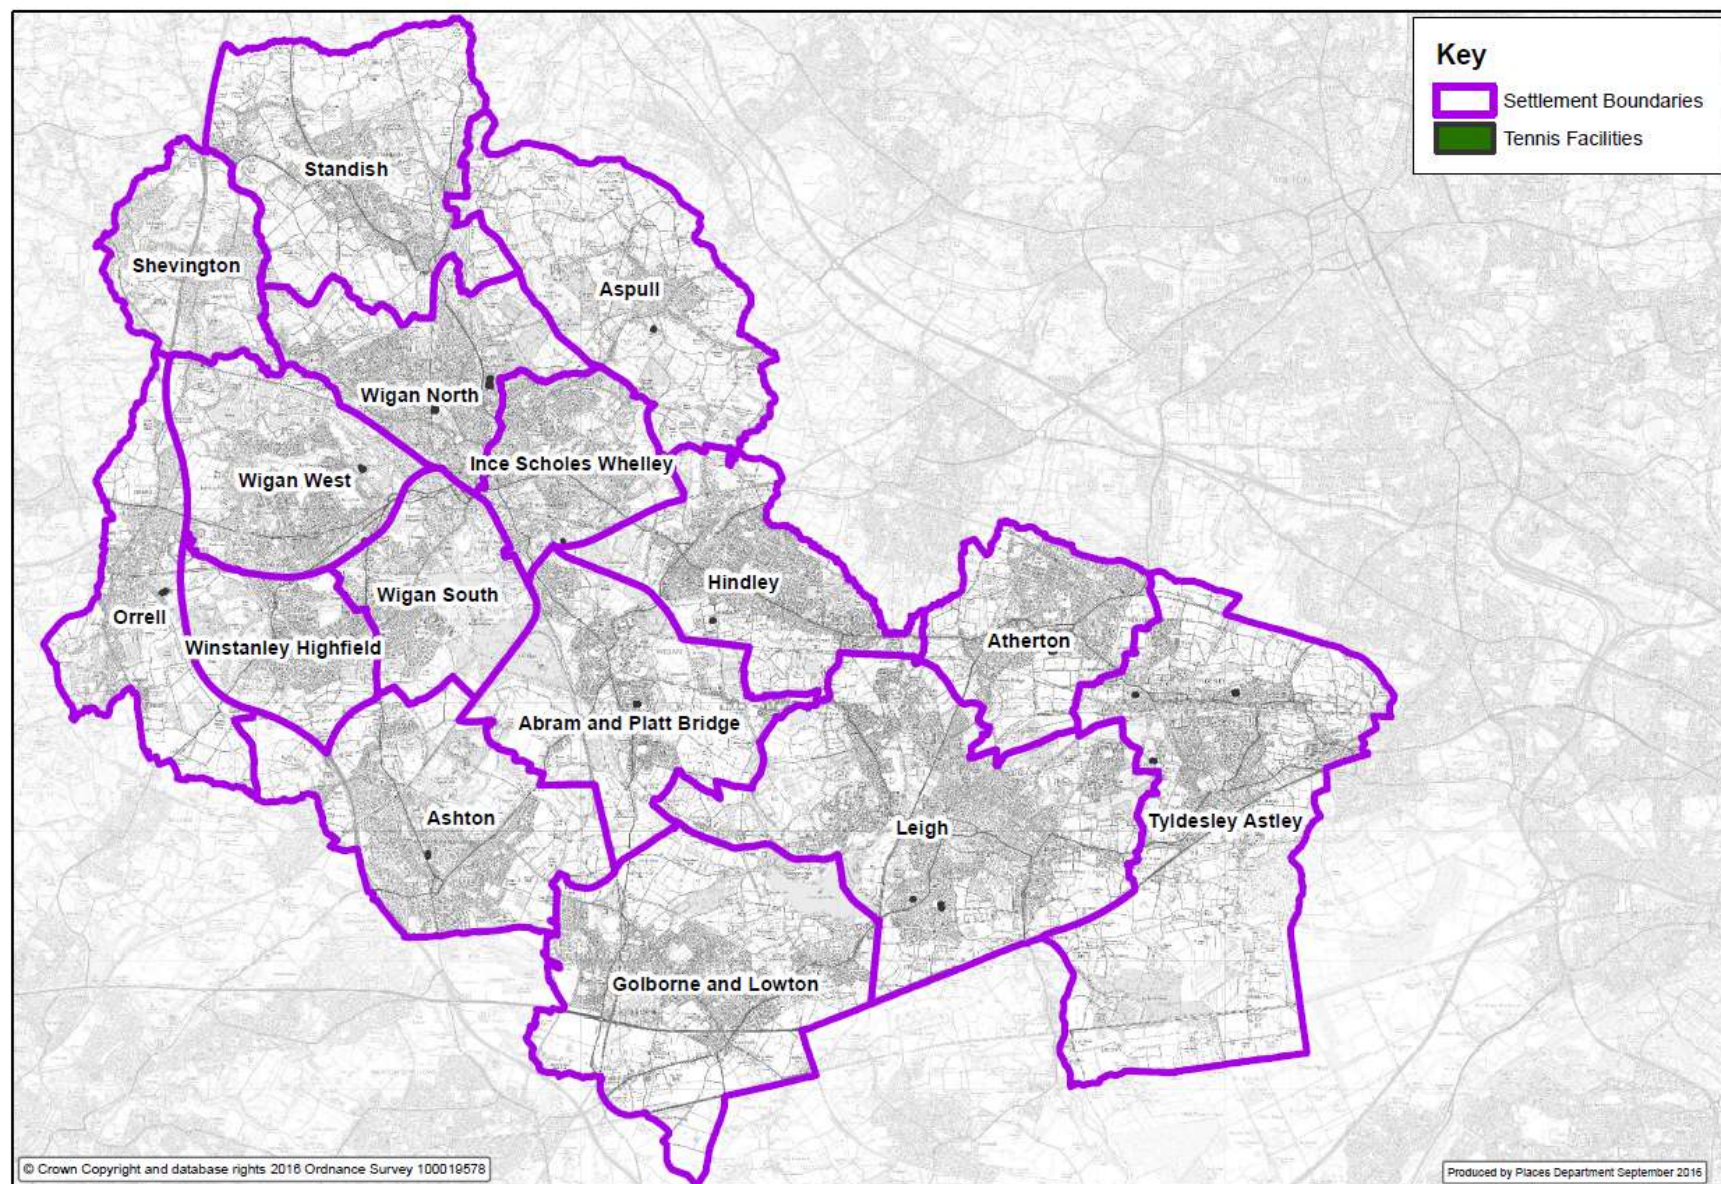 Key
Settlement Boundaries
Tennis Facilities
Standish
Shevington
Aspull
Wigan North
Ince Scholes Whelley
Wigan West
Hindley
Wigan South
Orrell
Atherton
Winstanley Highfield
Abram and Platt Bridge
Ashton
Leigh
Tyldesley Astley
Golborne and Lowton
© Crown Copyright and database rights 2016 Ordnance Survey 100019578
Produced by Places Department September 2016